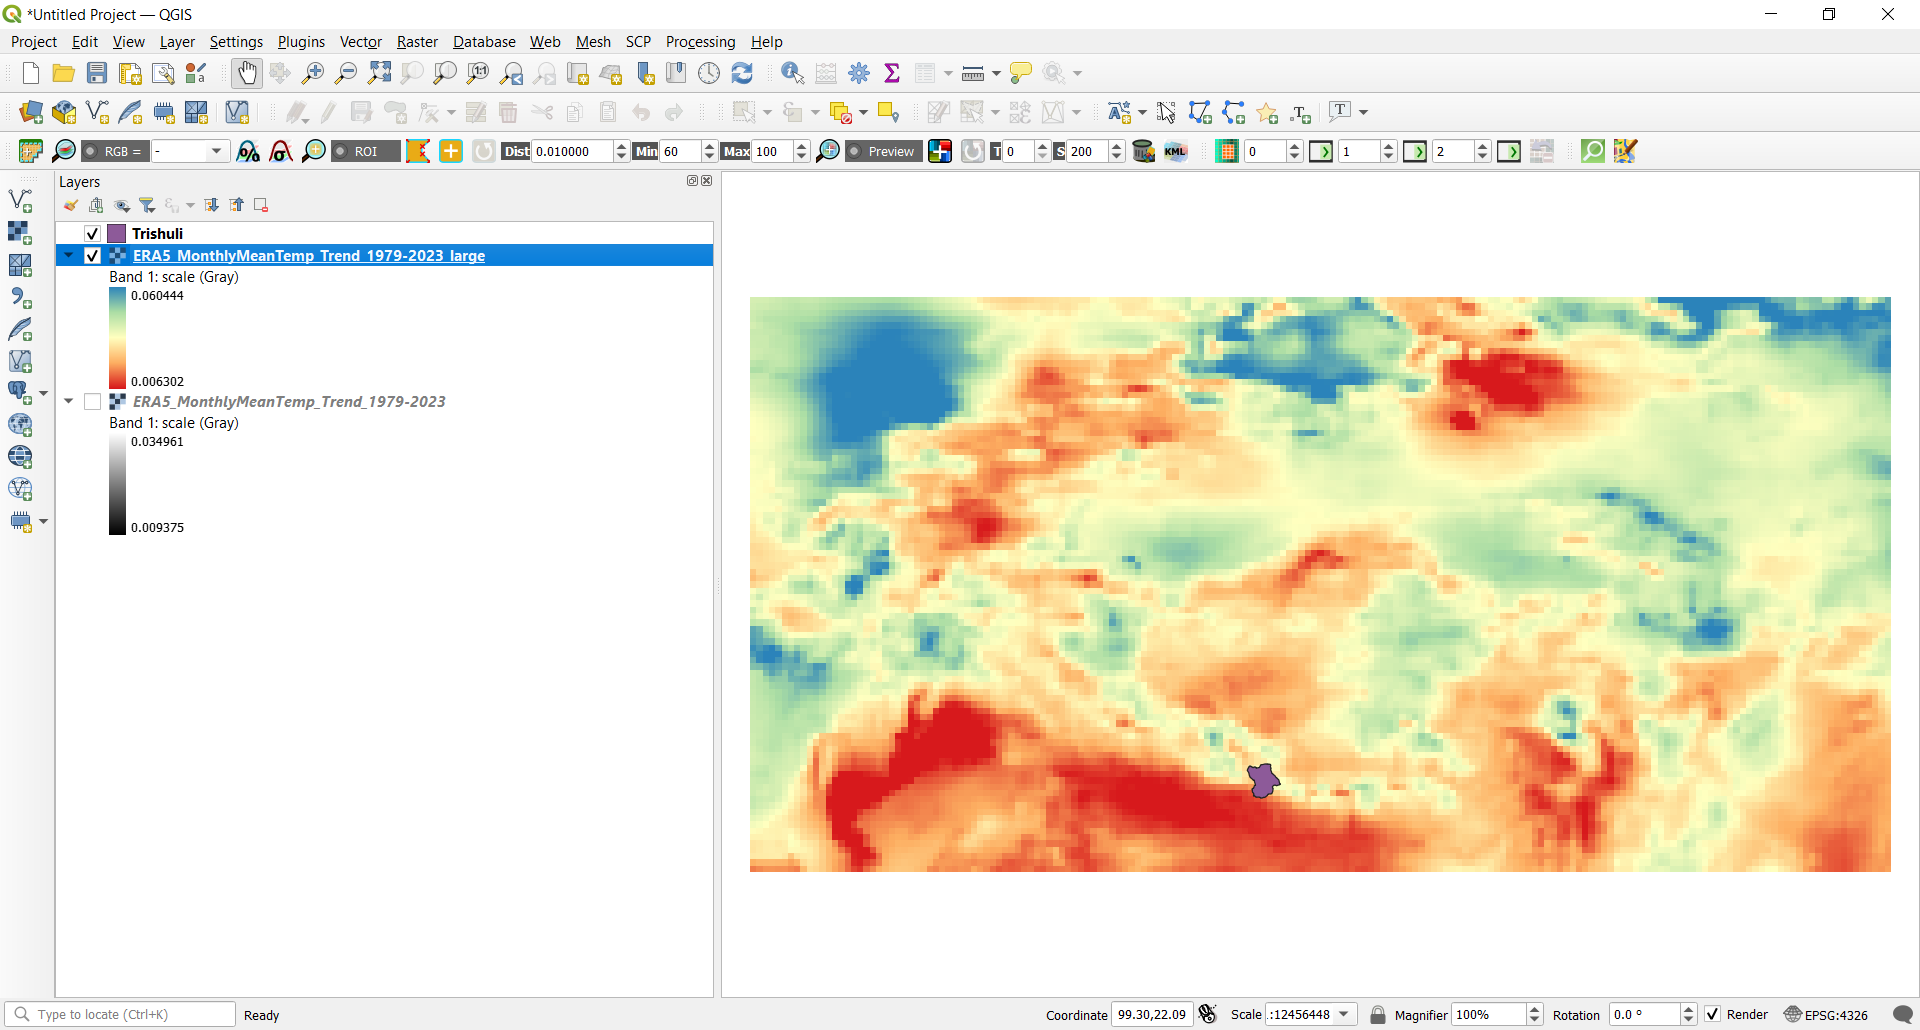 *Untitled Project — QGIS
Project Edit View Layer Settings Plugins Vector Raster Database Web Mesh SCP Processing Help
RGB = - ROI Dist 0.010000 Min 60 Max 100 Preview T 0 S 200 KML 0 1 2
Layers
Trishuli
ERA5_MonthlyMeanTemp_Trend_1979-2023_large
Band 1: scale (Gray)
0.060444
0.006302
ERA5_MonthlyMeanTemp_Trend_1979-2023
Band 1: scale (Gray)
0.034961
0.009375
Type to locate (Ctrl+K) Ready Coordinate 99.30,22.09 Scale :12456448 Magnifier 100% Rotation 0.0 ° Render EPSG:4326